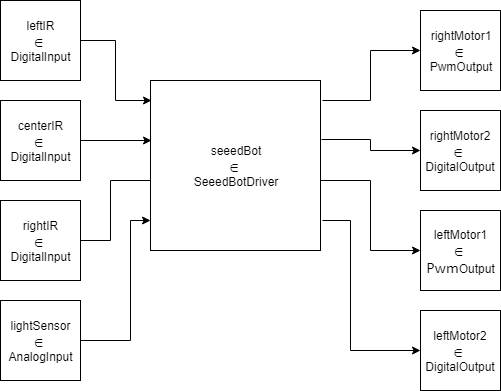 leftIR
∈
DigitalInput
centerIR
∈
DigitalInput
rightIR
∈
DigitalInput
lightSensor
∈
AnalogInput
seeedBot
∈
SeeedBotDriver
rightMotor1
∈
PwmOutput
rightMotor2
∈
DigitalOutput
leftMotor1
∈
PwmOutput
leftMotor2
∈
DigitalOutput